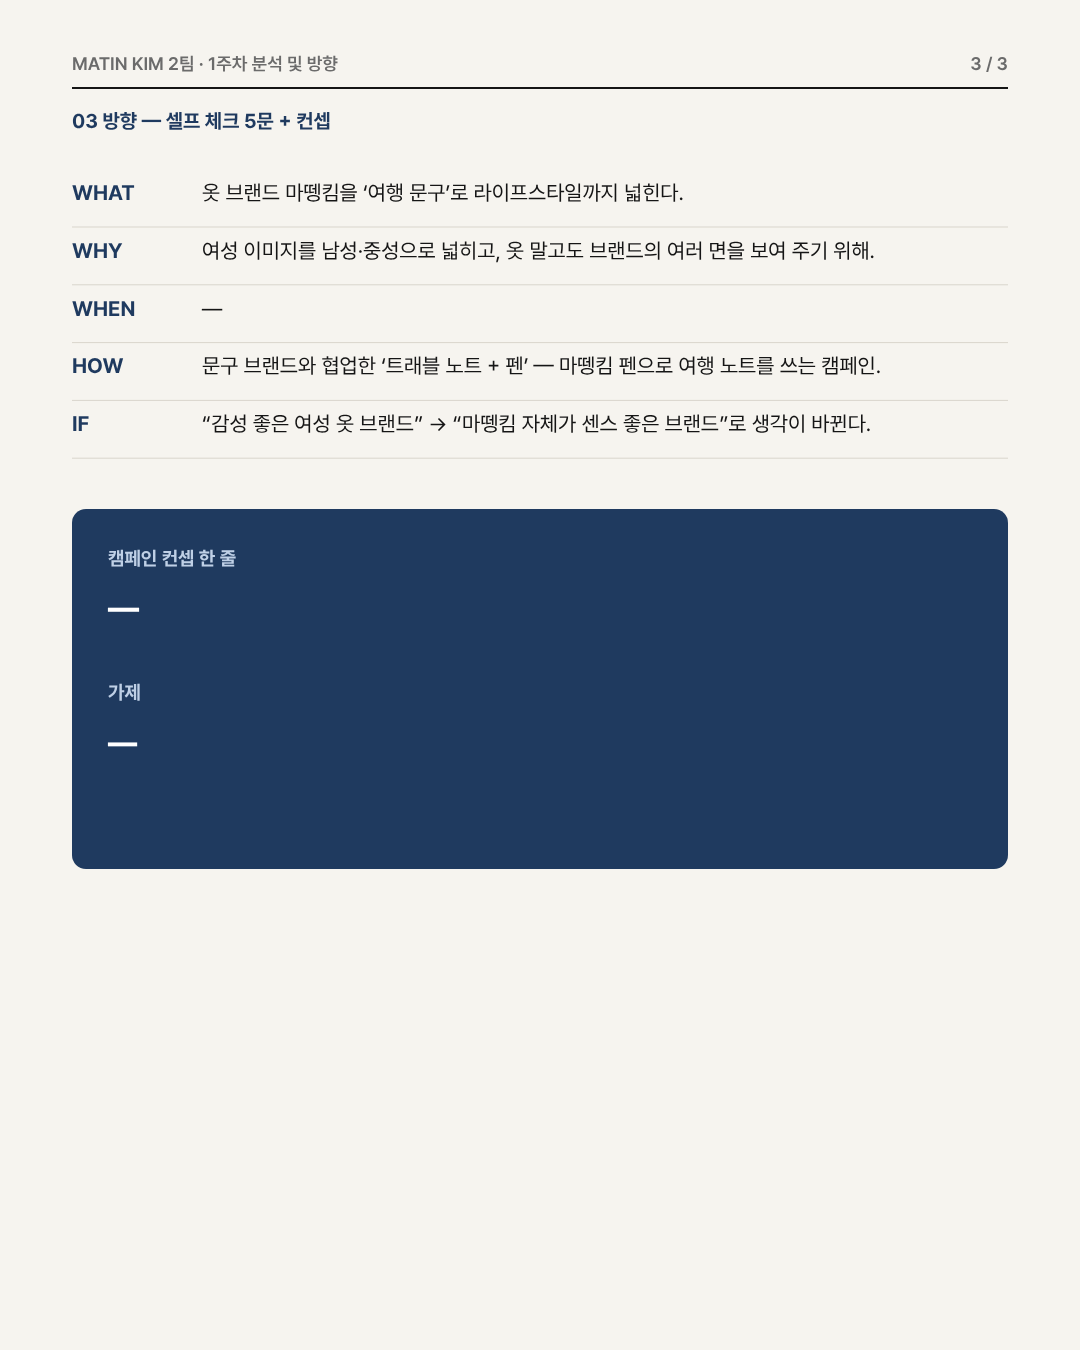 MATIN KIM 2팀 · 1주차 분석 및 방향 3 / 3
03 방향 — 셀프 체크 5문 + 컨셉
WHAT 옷 브랜드 마뗑킴을 ‘여행 문구’로 라이프스타일까지 넓힌다.
WHY 여성 이미지를 남성·중성으로 넓히고, 옷 말고도 브랜드의 여러 면을 보여 주기 위해.
WHEN —
HOW 문구 브랜드와 협업한 ‘트래블 노트 + 펜’ — 마뗑킴 펜으로 여행 노트를 쓰는 캠페인.
IF “감성 좋은 여성 옷 브랜드” → “마뗑킴 자체가 센스 좋은 브랜드”로 생각이 바뀐다.
캠페인 컨셉 한 줄
—
가제
—